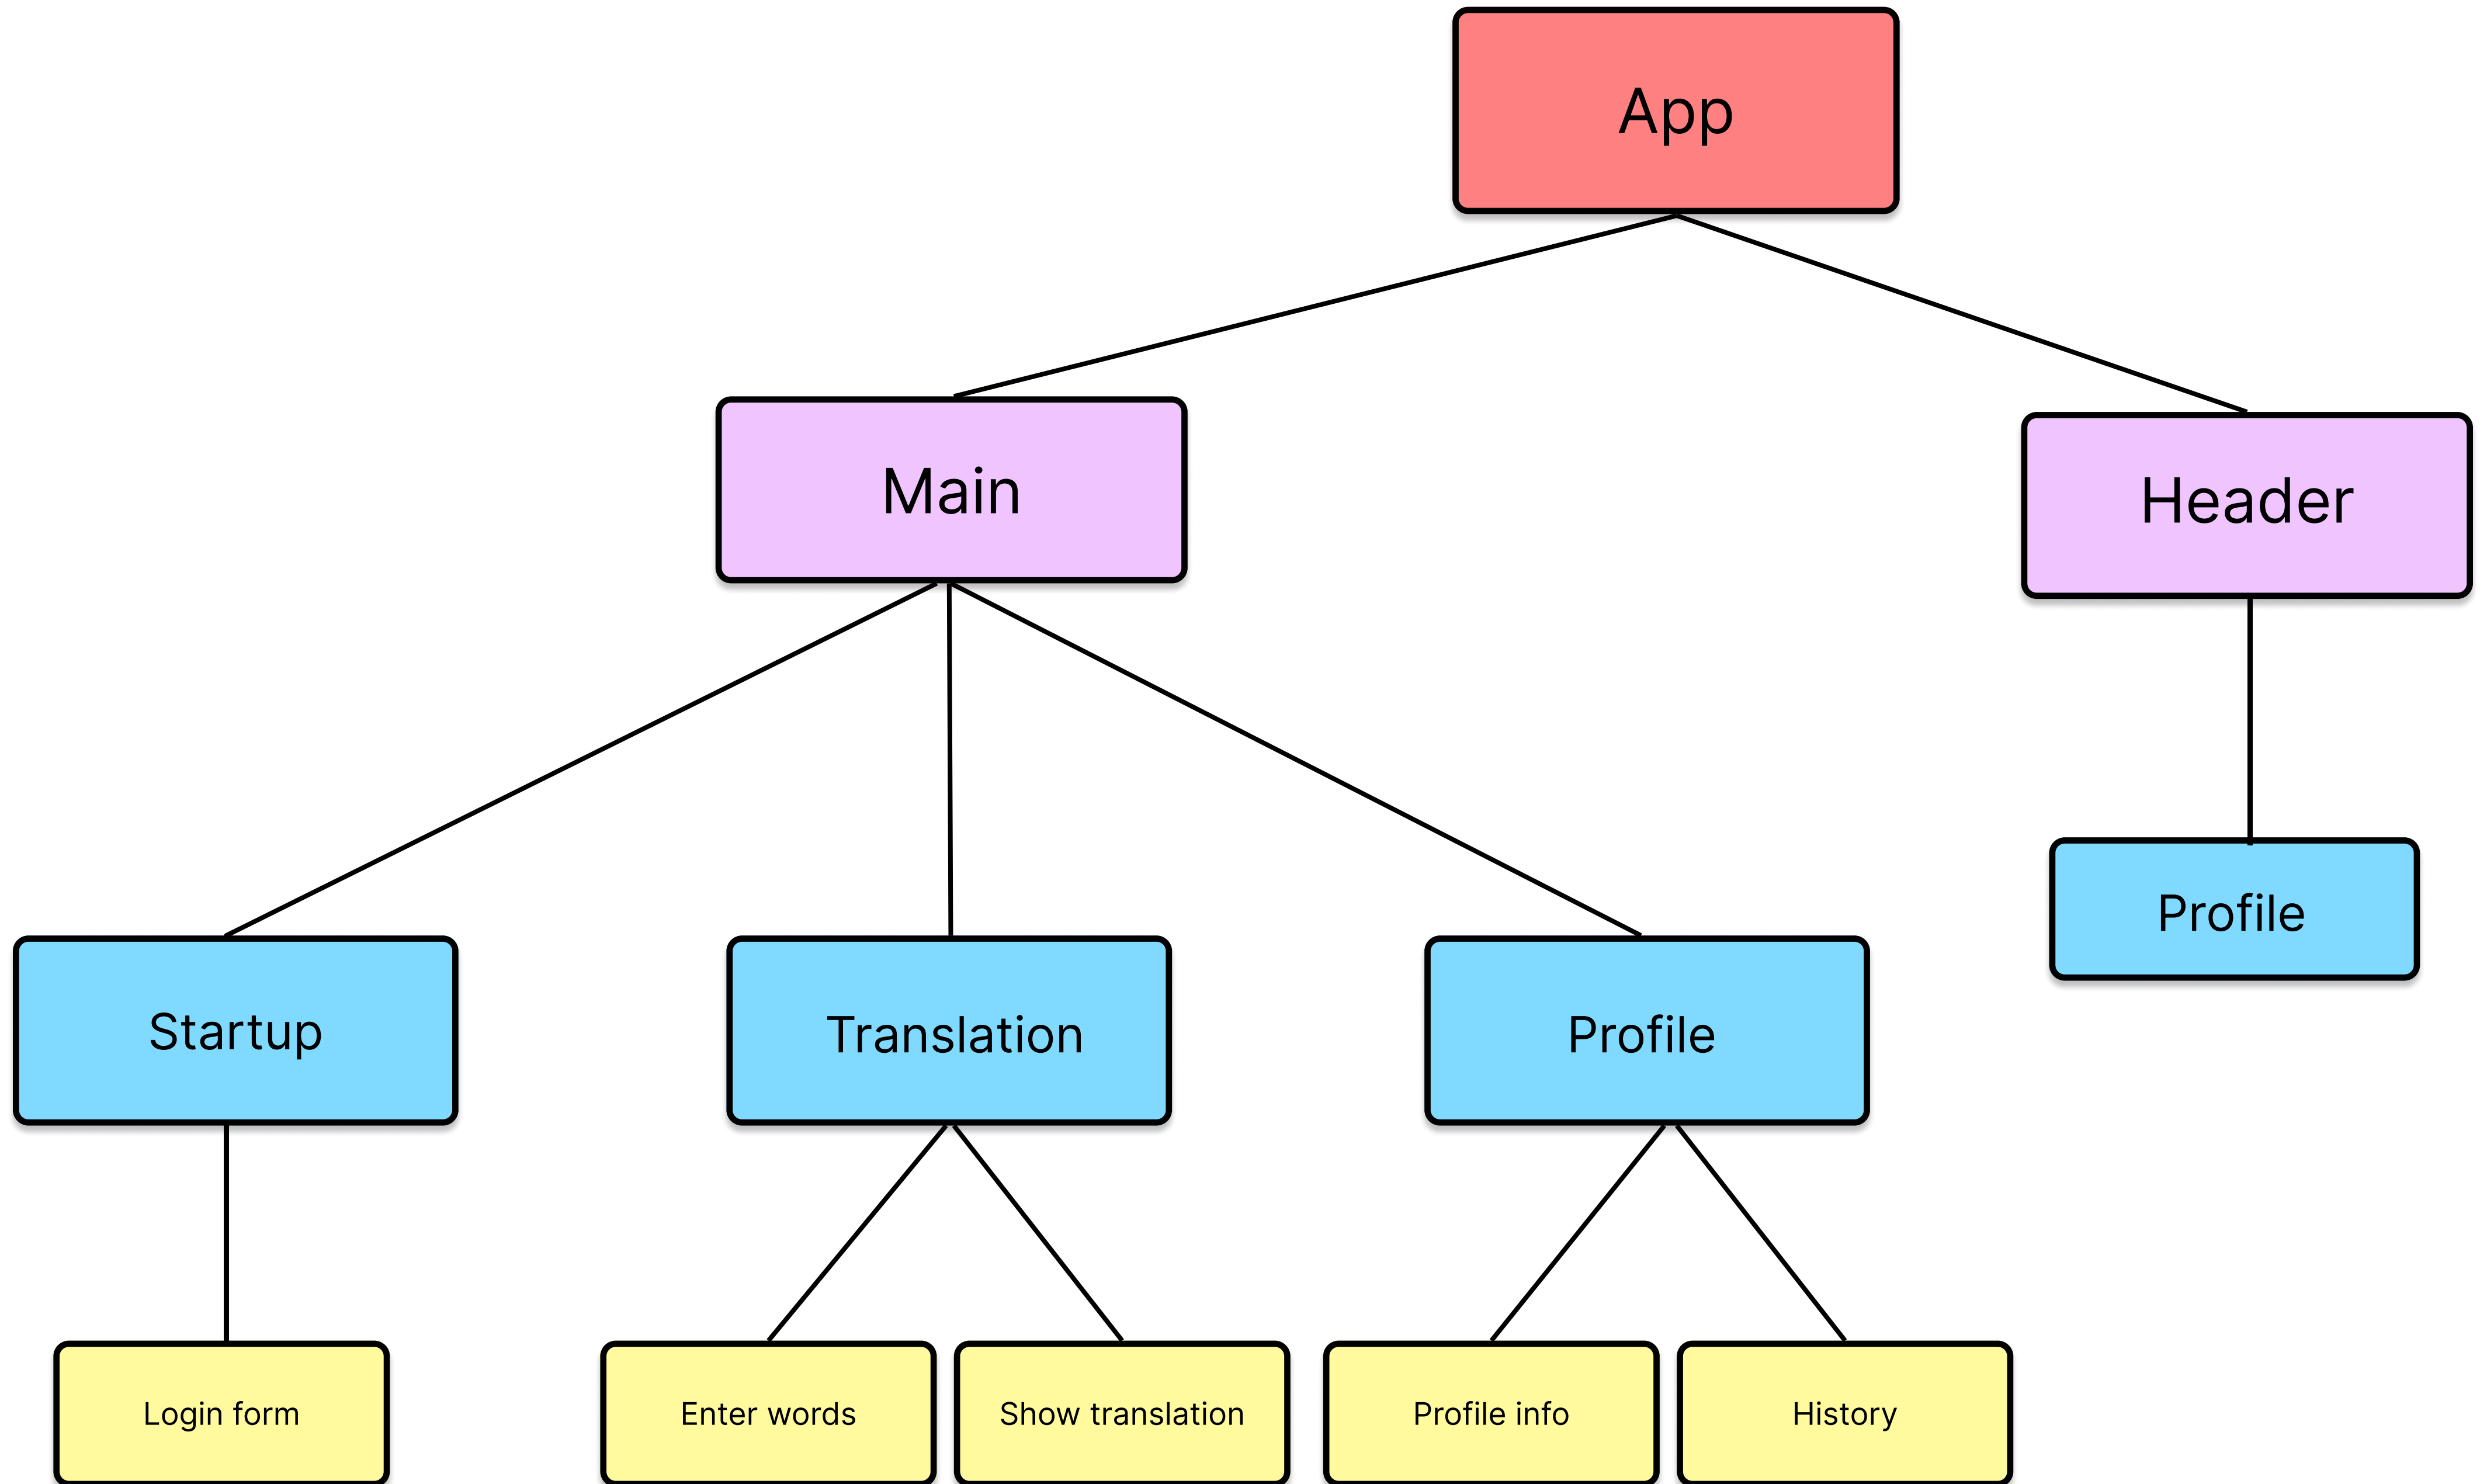 App
Main
Header
Profile
Startup
Translation
Profile
Login form
Enter words
Show translation
Profile info
History